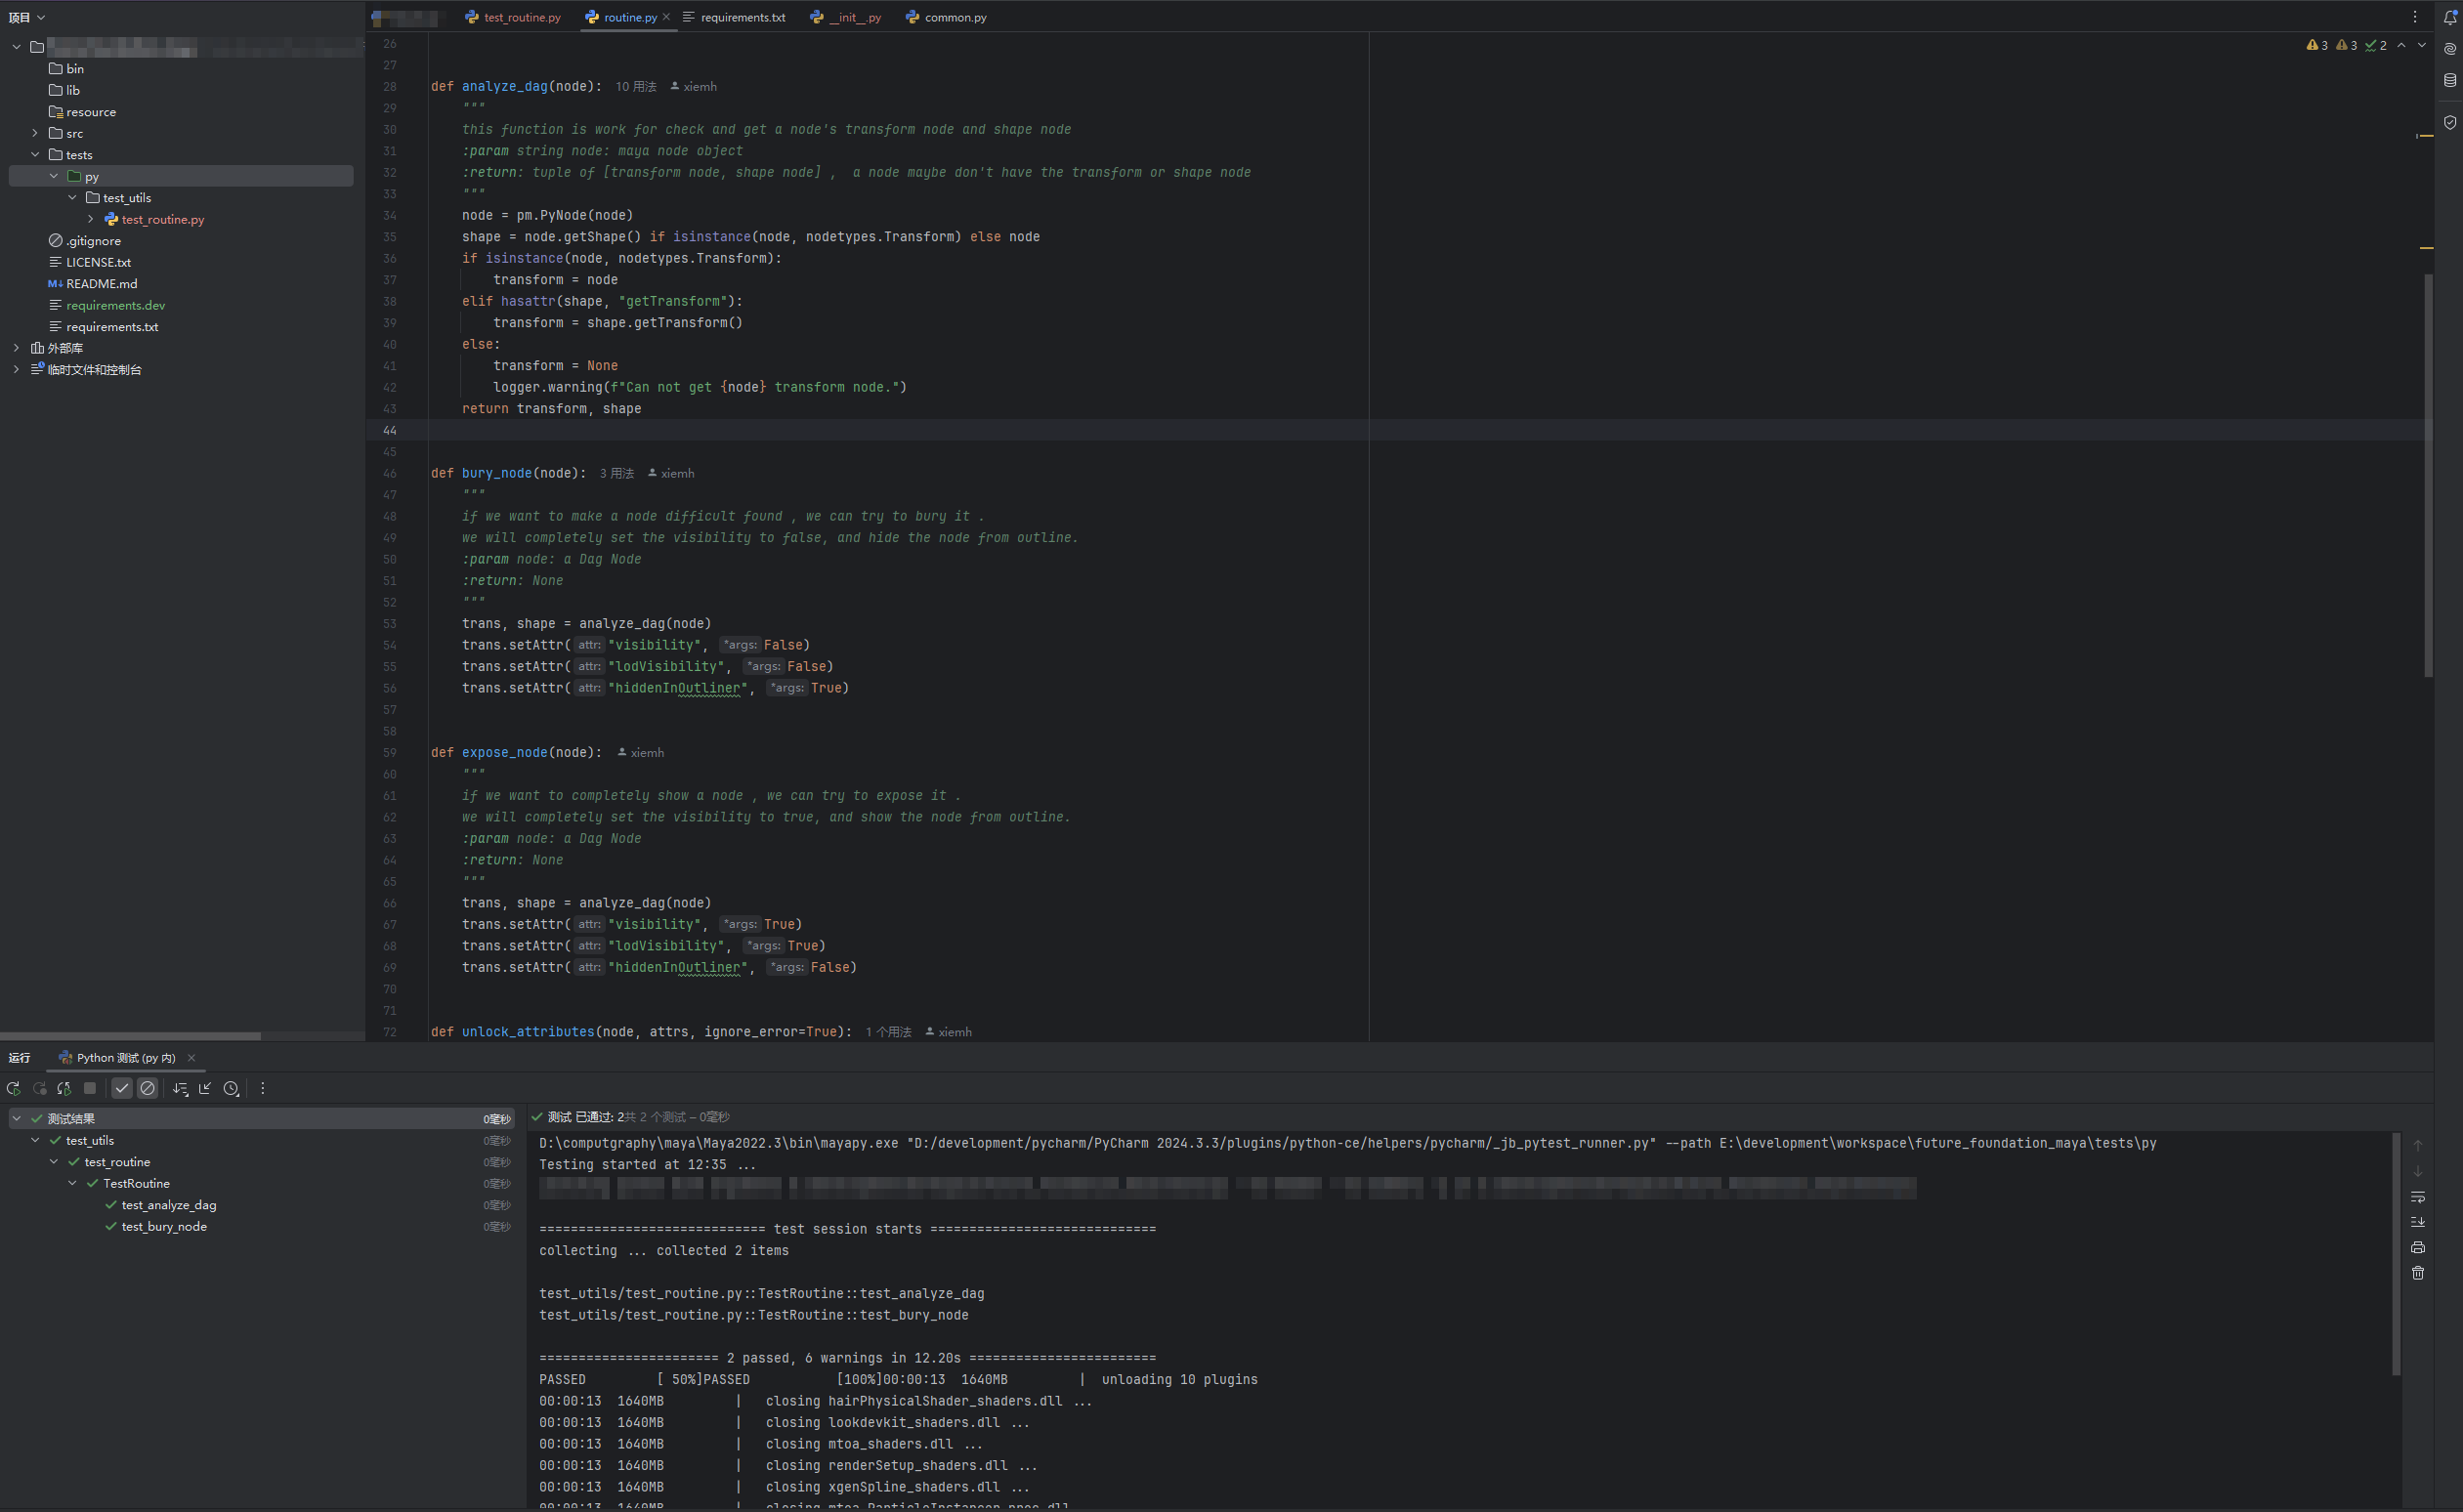 项目
test_routine.py
routine.py
requirements.txt
__init__.py
common.py
bin
lib
resource
src
tests
py
test_utils
test_routine.py
.gitignore
LICENSE.txt
M↓ README.md
requirements.dev
requirements.txt
外部库
临时文件和控制台
3 3 2
26
27
28 def analyze_dag(node): 10 用法 xiemh
29 """
30 this function is work for check and get a node's transform node and shape node
31 :param string node: maya node object
32 :return: tuple of [transform node, shape node] , a node maybe don't have the transform or shape node
33 """
34 node = pm.PyNode(node)
35 shape = node.getShape() if isinstance(node, nodetypes.Transform) else node
36 if isinstance(node, nodetypes.Transform):
37 transform = node
38 elif hasattr(shape, "getTransform"):
39 transform = shape.getTransform()
40 else:
41 transform = None
42 logger.warning(f"Can not get {node} transform node.")
43 return transform, shape
44
45
46 def bury_node(node): 3 用法 xiemh
47 """
48 if we want to make a node difficult found , we can try to bury it .
49 we will completely set the visibility to false, and hide the node from outline.
50 :param node: a Dag Node
51 :return: None
52 """
53 trans, shape = analyze_dag(node)
54 trans.setAttr( attr: "visibility", *args: False)
55 trans.setAttr( attr: "lodVisibility", *args: False)
56 trans.setAttr( attr: "hiddenInOutliner", *args: True)
57
58
59 def expose_node(node): xiemh
60 """
61 if we want to completely show a node , we can try to expose it .
62 we will completely set the visibility to true, and show the node from outline.
63 :param node: a Dag Node
64 :return: None
65 """
66 trans, shape = analyze_dag(node)
67 trans.setAttr( attr: "visibility", *args: True)
68 trans.setAttr( attr: "lodVisibility", *args: True)
69 trans.setAttr( attr: "hiddenInOutliner", *args: False)
70
71
72 def unlock_attributes(node, attrs, ignore_error=True): 1 个用法 xiemh
运行 Python 测试 (py 内)
测试结果 0毫秒
test_utils 0毫秒
test_routine 0毫秒
TestRoutine 0毫秒
test_analyze_dag 0毫秒
test_bury_node 0毫秒
测试 已通过: 2共 2 个测试 – 0毫秒
D:\computgraphy\maya\Maya2022.3\bin\mayapy.exe "D:/development/pycharm/PyCharm 2024.3.3/plugins/python-ce/helpers/pycharm/_jb_pytest_runner.py" --path E:\development\workspace\future_foundation_maya\tests\py
Testing started at 12:35 ...
============================= test session starts =============================
collecting ... collected 2 items
test_utils/test_routine.py::TestRoutine::test_analyze_dag
test_utils/test_routine.py::TestRoutine::test_bury_node
======================= 2 passed, 6 warnings in 12.20s ========================
PASSED [ 50%]PASSED [100%]00:00:13 1640MB | unloading 10 plugins
00:00:13 1640MB | closing hairPhysicalShader_shaders.dll ...
00:00:13 1640MB | closing lookdevkit_shaders.dll ...
00:00:13 1640MB | closing mtoa_shaders.dll ...
00:00:13 1640MB | closing renderSetup_shaders.dll ...
00:00:13 1640MB | closing xgenSpline_shaders.dll ...